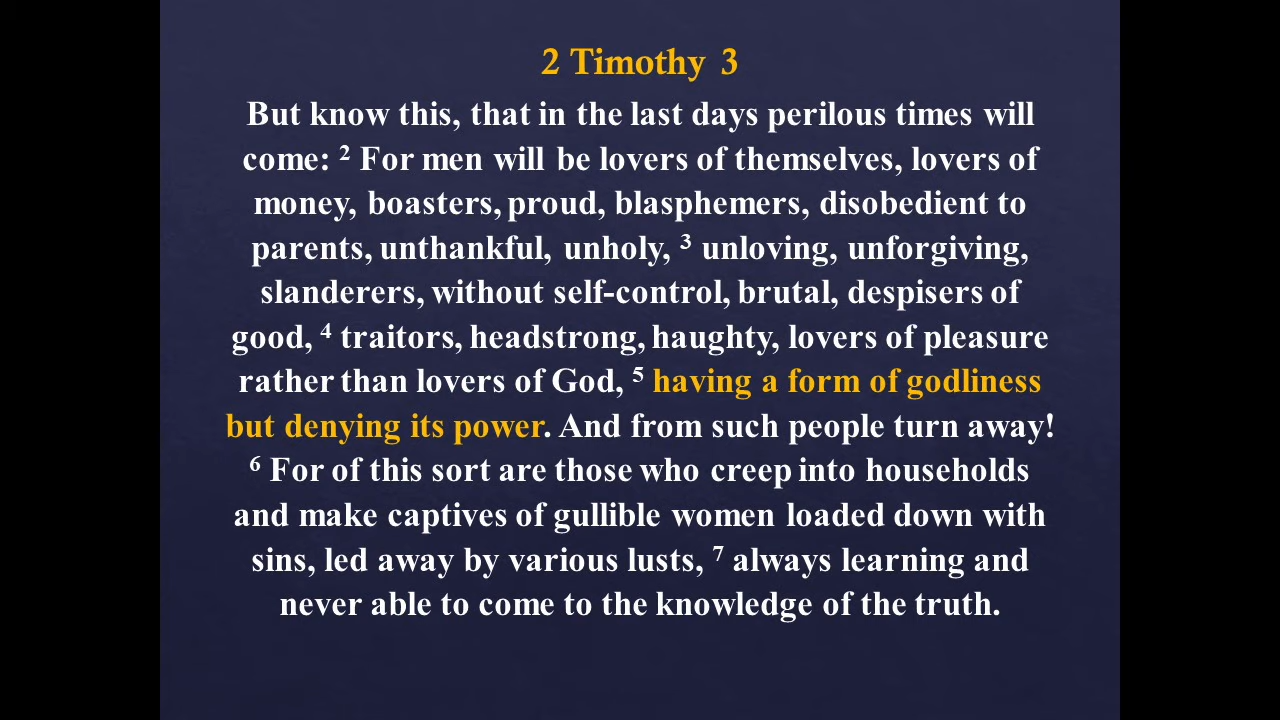 2 Timothy 3
But know this, that in the last days perilous times will
come: ² For men will be lovers of themselves, lovers of
money, boasters, proud, blasphemers, disobedient to
parents, unthankful, unholy, ³ unloving, unforgiving,
slanderers, without self-control, brutal, despisers of
good, ⁴ traitors, headstrong, haughty, lovers of pleasure
rather than lovers of God, ⁵ having a form of godliness
but denying its power. And from such people turn away!
⁶ For of this sort are those who creep into households
and make captives of gullible women loaded down with
sins, led away by various lusts, ⁷ always learning and
never able to come to the knowledge of the truth.